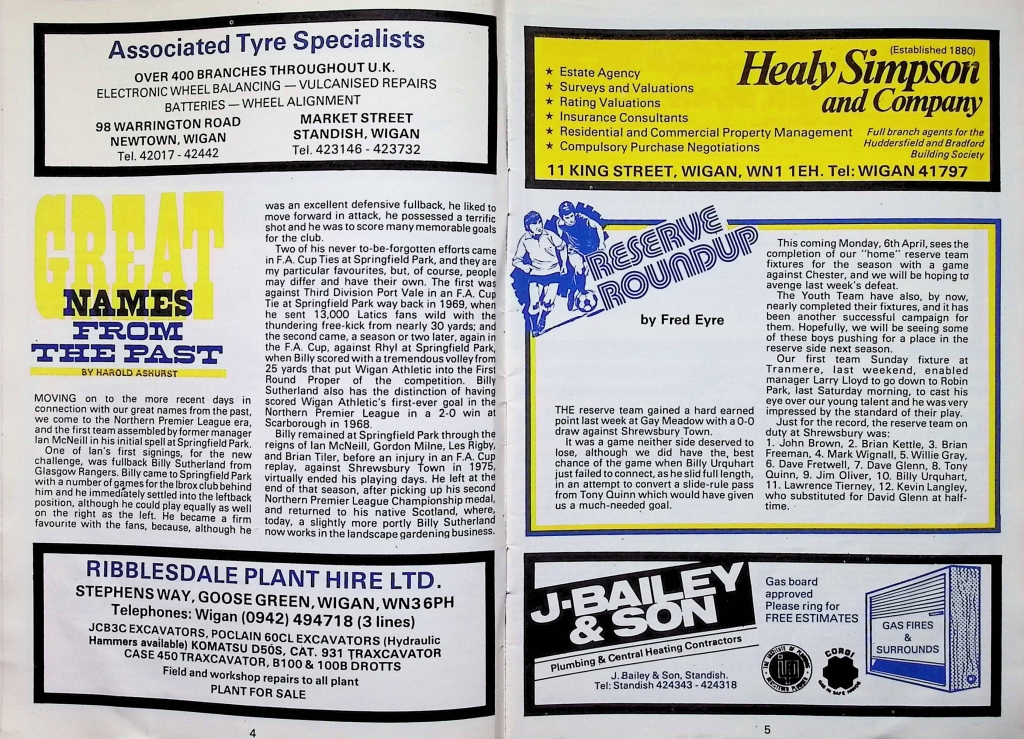 Associated Tyre Specialists
OVER 400 BRANCHES THROUGHOUT U.K.
ELECTRONIC WHEEL BALANCING — VULCANISED REPAIRS
BATTERIES — WHEEL ALIGNMENT
98 WARRINGTON ROAD
NEWTOWN, WIGAN
Tel. 42017 - 42442
MARKET STREET
STANDISH, WIGAN
Tel. 423146 - 423732
GREAT
NAMES
FROM
THE PAST
BY HAROLD ASHURST
MOVING on to the more recent days in
connection with our great names from the past,
we come to the Northern Premier League era,
and the first team assembled by former manager
Ian McNeill in his initial spell at Springfield Park.
One of Ian's first signings, for the new
challenge, was fullback Billy Sutherland from
Glasgow Rangers. Billy came to Springfield Park
with a number of games for the Ibrox club behind
him and he immediately settled into the leftback
position, although he could play equally as well
on the right as the left. He became a firm
favourite with the fans, because, although he
was an excellent defensive fullback, he liked to
move forward in attack, he possessed a terrific
shot and he was to score many memorable goals
for the club.
Two of his never to-be-forgotten efforts came
in F.A. Cup Ties at Springfield Park, and they are
my particular favourites, but, of course, people
may differ and have their own. The first was
against Third Division Port Vale in an F.A. Cup
Tie at Springfield Park way back in 1969, when
he sent 13,000 Latics fans wild with the
thundering free-kick from nearly 30 yards; and
the second came, a season or two later, again in
the F.A. Cup, against Rhyl at Springfield Park,
when Billy scored with a tremendous volley from
25 yards that put Wigan Athletic into the First
Round Proper of the competition. Billy
Sutherland also has the distinction of having
scored Wigan Athletic's first-ever goal in the
Northern Premier League in a 2-0 win at
Scarborough in 1968.
Billy remained at Springfield Park through the
reigns of Ian McNeill, Gordon Milne, Les Rigby,
and Brian Tiler, before an injury in an F.A. Cup
replay, against Shrewsbury Town in 1975,
virtually ended his playing days. He left at the
end of that season, after picking up his second
Northern Premier League Championship medal,
and returned to his native Scotland, where,
today, a slightly more portly Billy Sutherland
now works in the landscape gardening business.
RIBBLESDALE PLANT HIRE LTD.
STEPHENS WAY, GOOSE GREEN, WIGAN, WN3 6PH
Telephones: Wigan (0942) 494718 (3 lines)
JCB3C EXCAVATORS, POCLAIN 60CL EXCAVATORS (Hydraulic
Hammers available) KOMATSU D50S, CAT. 931 TRAXCAVATOR
CASE 450 TRAXCAVATOR, B100 & 100B DROTTS
Field and workshop repairs to all plant
PLANT FOR SALE
4
(Established 1880)
Healy Simpson
and Company
★ Estate Agency
★ Surveys and Valuations
★ Rating Valuations
★ Insurance Consultants
★ Residential and Commercial Property Management
★ Compulsory Purchase Negotiations
Full branch agents for the
Huddersfield and Bradford
Building Society
11 KING STREET, WIGAN, WN1 1EH. Tel: WIGAN 41797
RESERVE
ROUNDUP
by Fred Eyre
THE reserve team gained a hard earned
point last week at Gay Meadow with a 0-0
draw against Shrewsbury Town.
It was a game neither side deserved to
lose, although we did have the, best
chance of the game when Billy Urquhart
just failed to connect, as he slid full length,
in an attempt to convert a slide-rule pass
from Tony Quinn which would have given
us a much-needed goal.
This coming Monday, 6th April, sees the
completion of our "home" reserve team
fixtures for the season with a game
against Chester, and we will be hoping to
avenge last week's defeat.
The Youth Team have also, by now,
nearly completed their fixtures, and it has
been another successful campaign for
them. Hopefully, we will be seeing some
of these boys pushing for a place in the
reserve side next season.
Our first team Sunday fixture at
Tranmere, last weekend, enabled
manager Larry Lloyd to go down to Robin
Park, last Saturday morning, to cast his
eye over our young talent and he was very
impressed by the standard of their play.
Just for the record, the reserve team on
duty at Shrewsbury was:
1. John Brown, 2. Brian Kettle, 3. Brian
Freeman, 4. Mark Wignall, 5. Willie Gray,
6. Dave Fretwell, 7. Dave Glenn, 8. Tony
Quinn, 9. Jim Oliver, 10. Billy Urquhart,
11. Lawrence Tierney, 12. Kevin Langley,
who substituted for David Glenn at half-
time.
J·BAILEY
& SON
Plumbing & Central Heating Contractors
J. Bailey & Son, Standish.
Tel: Standish 424343 - 424318
Gas board
approved
Please ring for
FREE ESTIMATES
CORGI
GAS FIRES
&
SURROUNDS
5